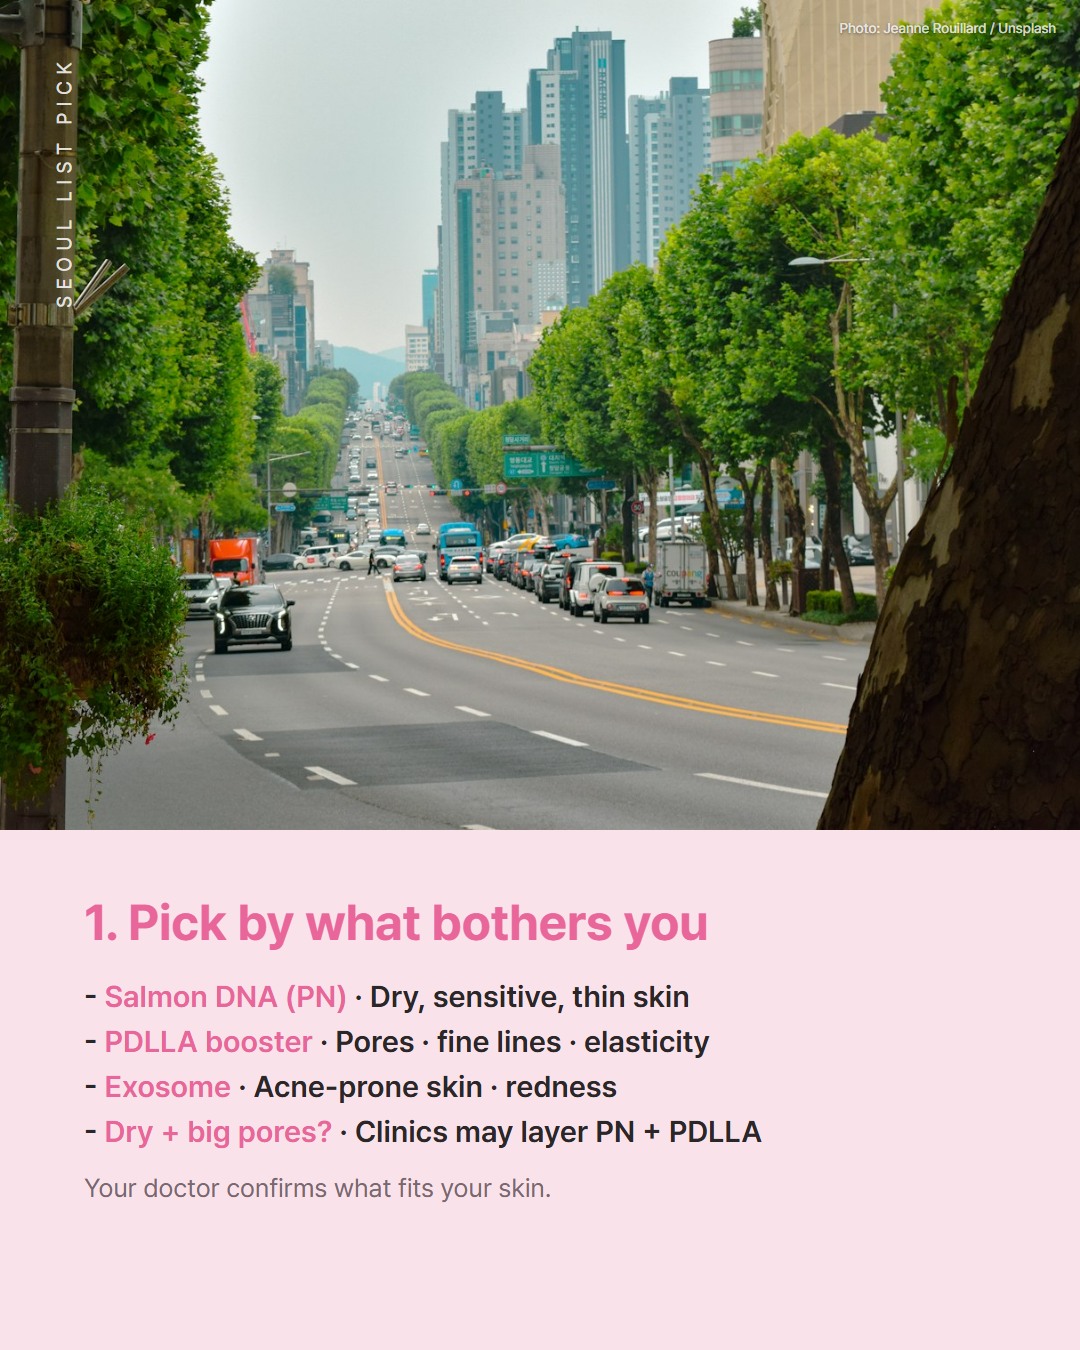 Photo: Jeanne Rouillard / Unsplash
SEOUL LIST PICK
1. Pick by what bothers you
- Salmon DNA (PN) · Dry, sensitive, thin skin
- PDLLA booster · Pores · fine lines · elasticity
- Exosome · Acne-prone skin · redness
- Dry + big pores? · Clinics may layer PN + PDLLA
Your doctor confirms what fits your skin.